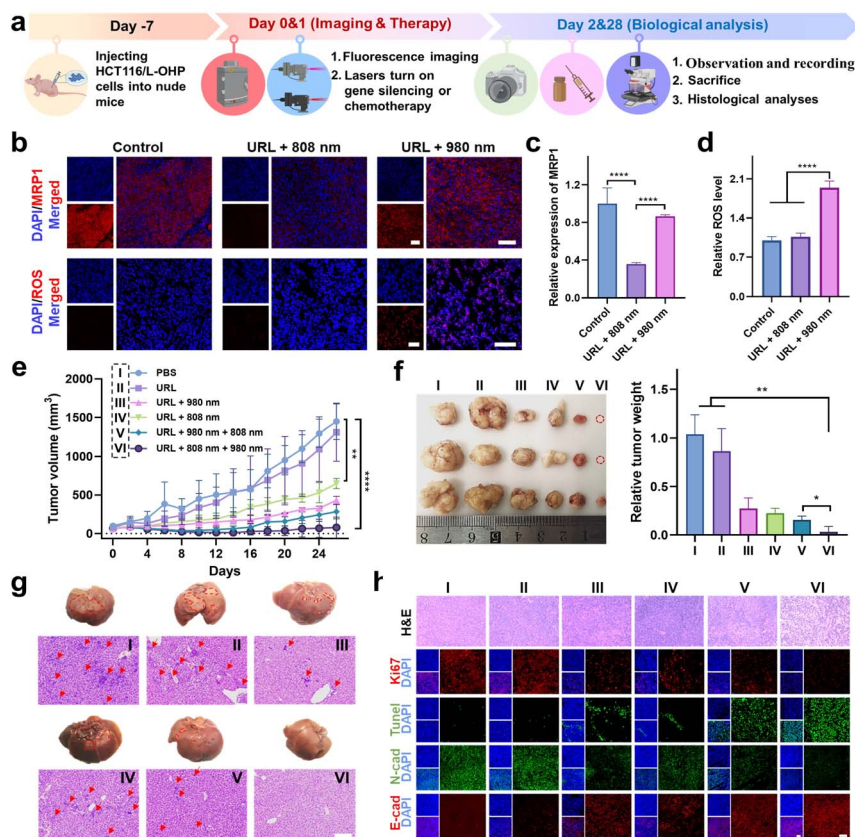 a
Day -7
Day 0&1 (Imaging & Therapy)
Day 2&28 (Biological analysis)
Injecting
HCT116/L-OHP
cells into nude
mice
1. Fluorescence imaging
2. Lasers turn on
gene silencing or
chemotherapy
1. Observation and recording
2. Sacrifice
3. Histological analyses
b
Control
URL + 808 nm
URL + 980 nm
DAPI/MRP1
Merged
DAPI/ROS
Merged
c
Relative expression of MRP1
1.2
0.8
0.4
0.0
****
****
Control
URL + 808 nm
URL + 980 nm
d
Relative ROS level
2.1
1.4
0.7
0.0
****
Control
URL + 808 nm
URL + 980 nm
e
Tumor volume (mm³)
2000
1500
1000
500
0
I PBS
II URL
III URL + 980 nm
IV URL + 808 nm
V URL + 980 nm + 808 nm
VI URL + 808 nm + 980 nm
**
****
0 4 8 12 16 20 24
Days
f
I II III IV V VI
8 7 6 5 4 3 2 1
Relative tumor weight
1.5
1.0
0.5
0.0
**
*
I II III IV V VI
g
I II III
IV V VI
h
I II III IV V VI
H&E
Ki67
DAPI
Tunel
DAPI
N-cad
DAPI
E-cad
DAPI